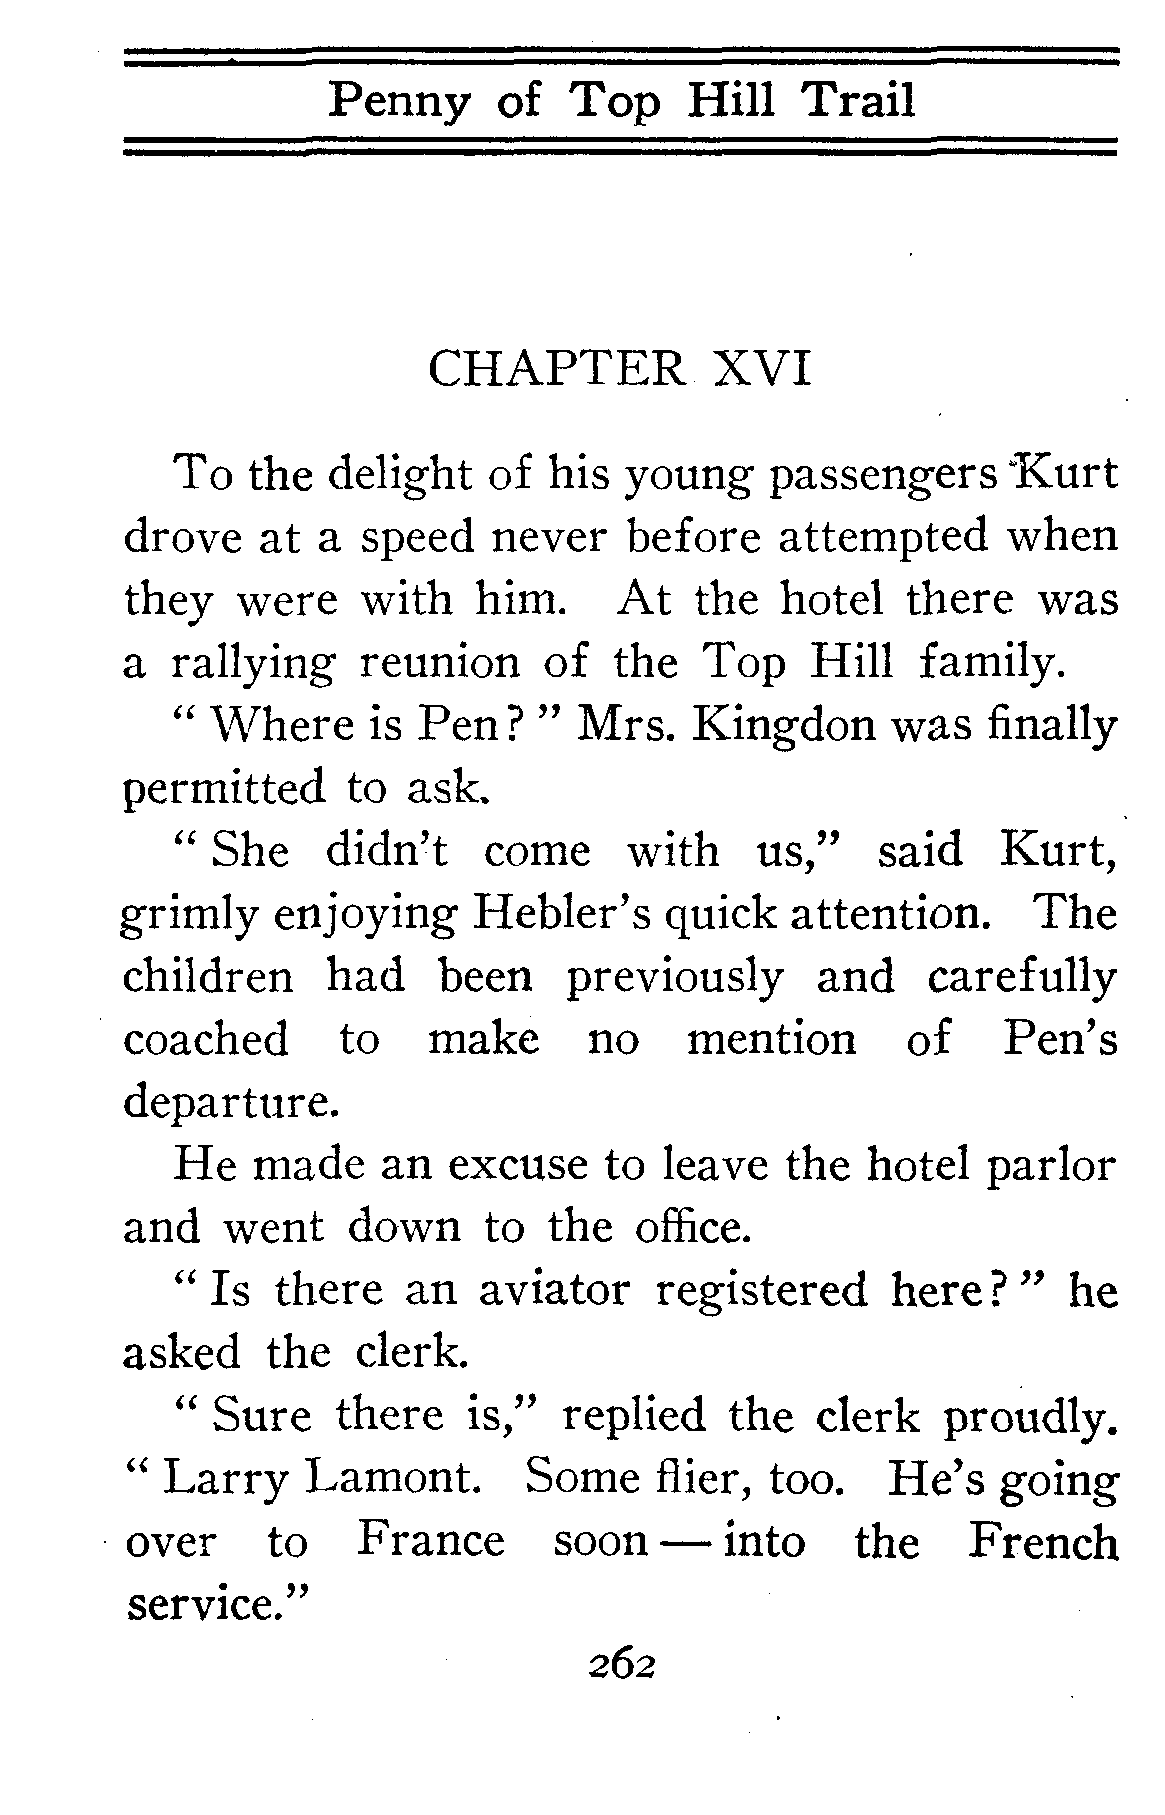 Penny of Top Hill Trail
CHAPTER XVI
To the delight of his young passengers Kurt
drove at a speed never before attempted when
they were with him. At the hotel there was
a rallying reunion of the Top Hill family.
“ Where is Pen? ” Mrs. Kingdon was finally
permitted to ask.
“ She didn’t come with us,” said Kurt,
grimly enjoying Hebler’s quick attention. The
children had been previously and carefully
coached to make no mention of Pen’s
departure.
He made an excuse to leave the hotel parlor
and went down to the office.
“ Is there an aviator registered here? ” he
asked the clerk.
“ Sure there is,” replied the clerk proudly.
“ Larry Lamont. Some flier, too. He’s going
over to France soon — into the French
service.”
262